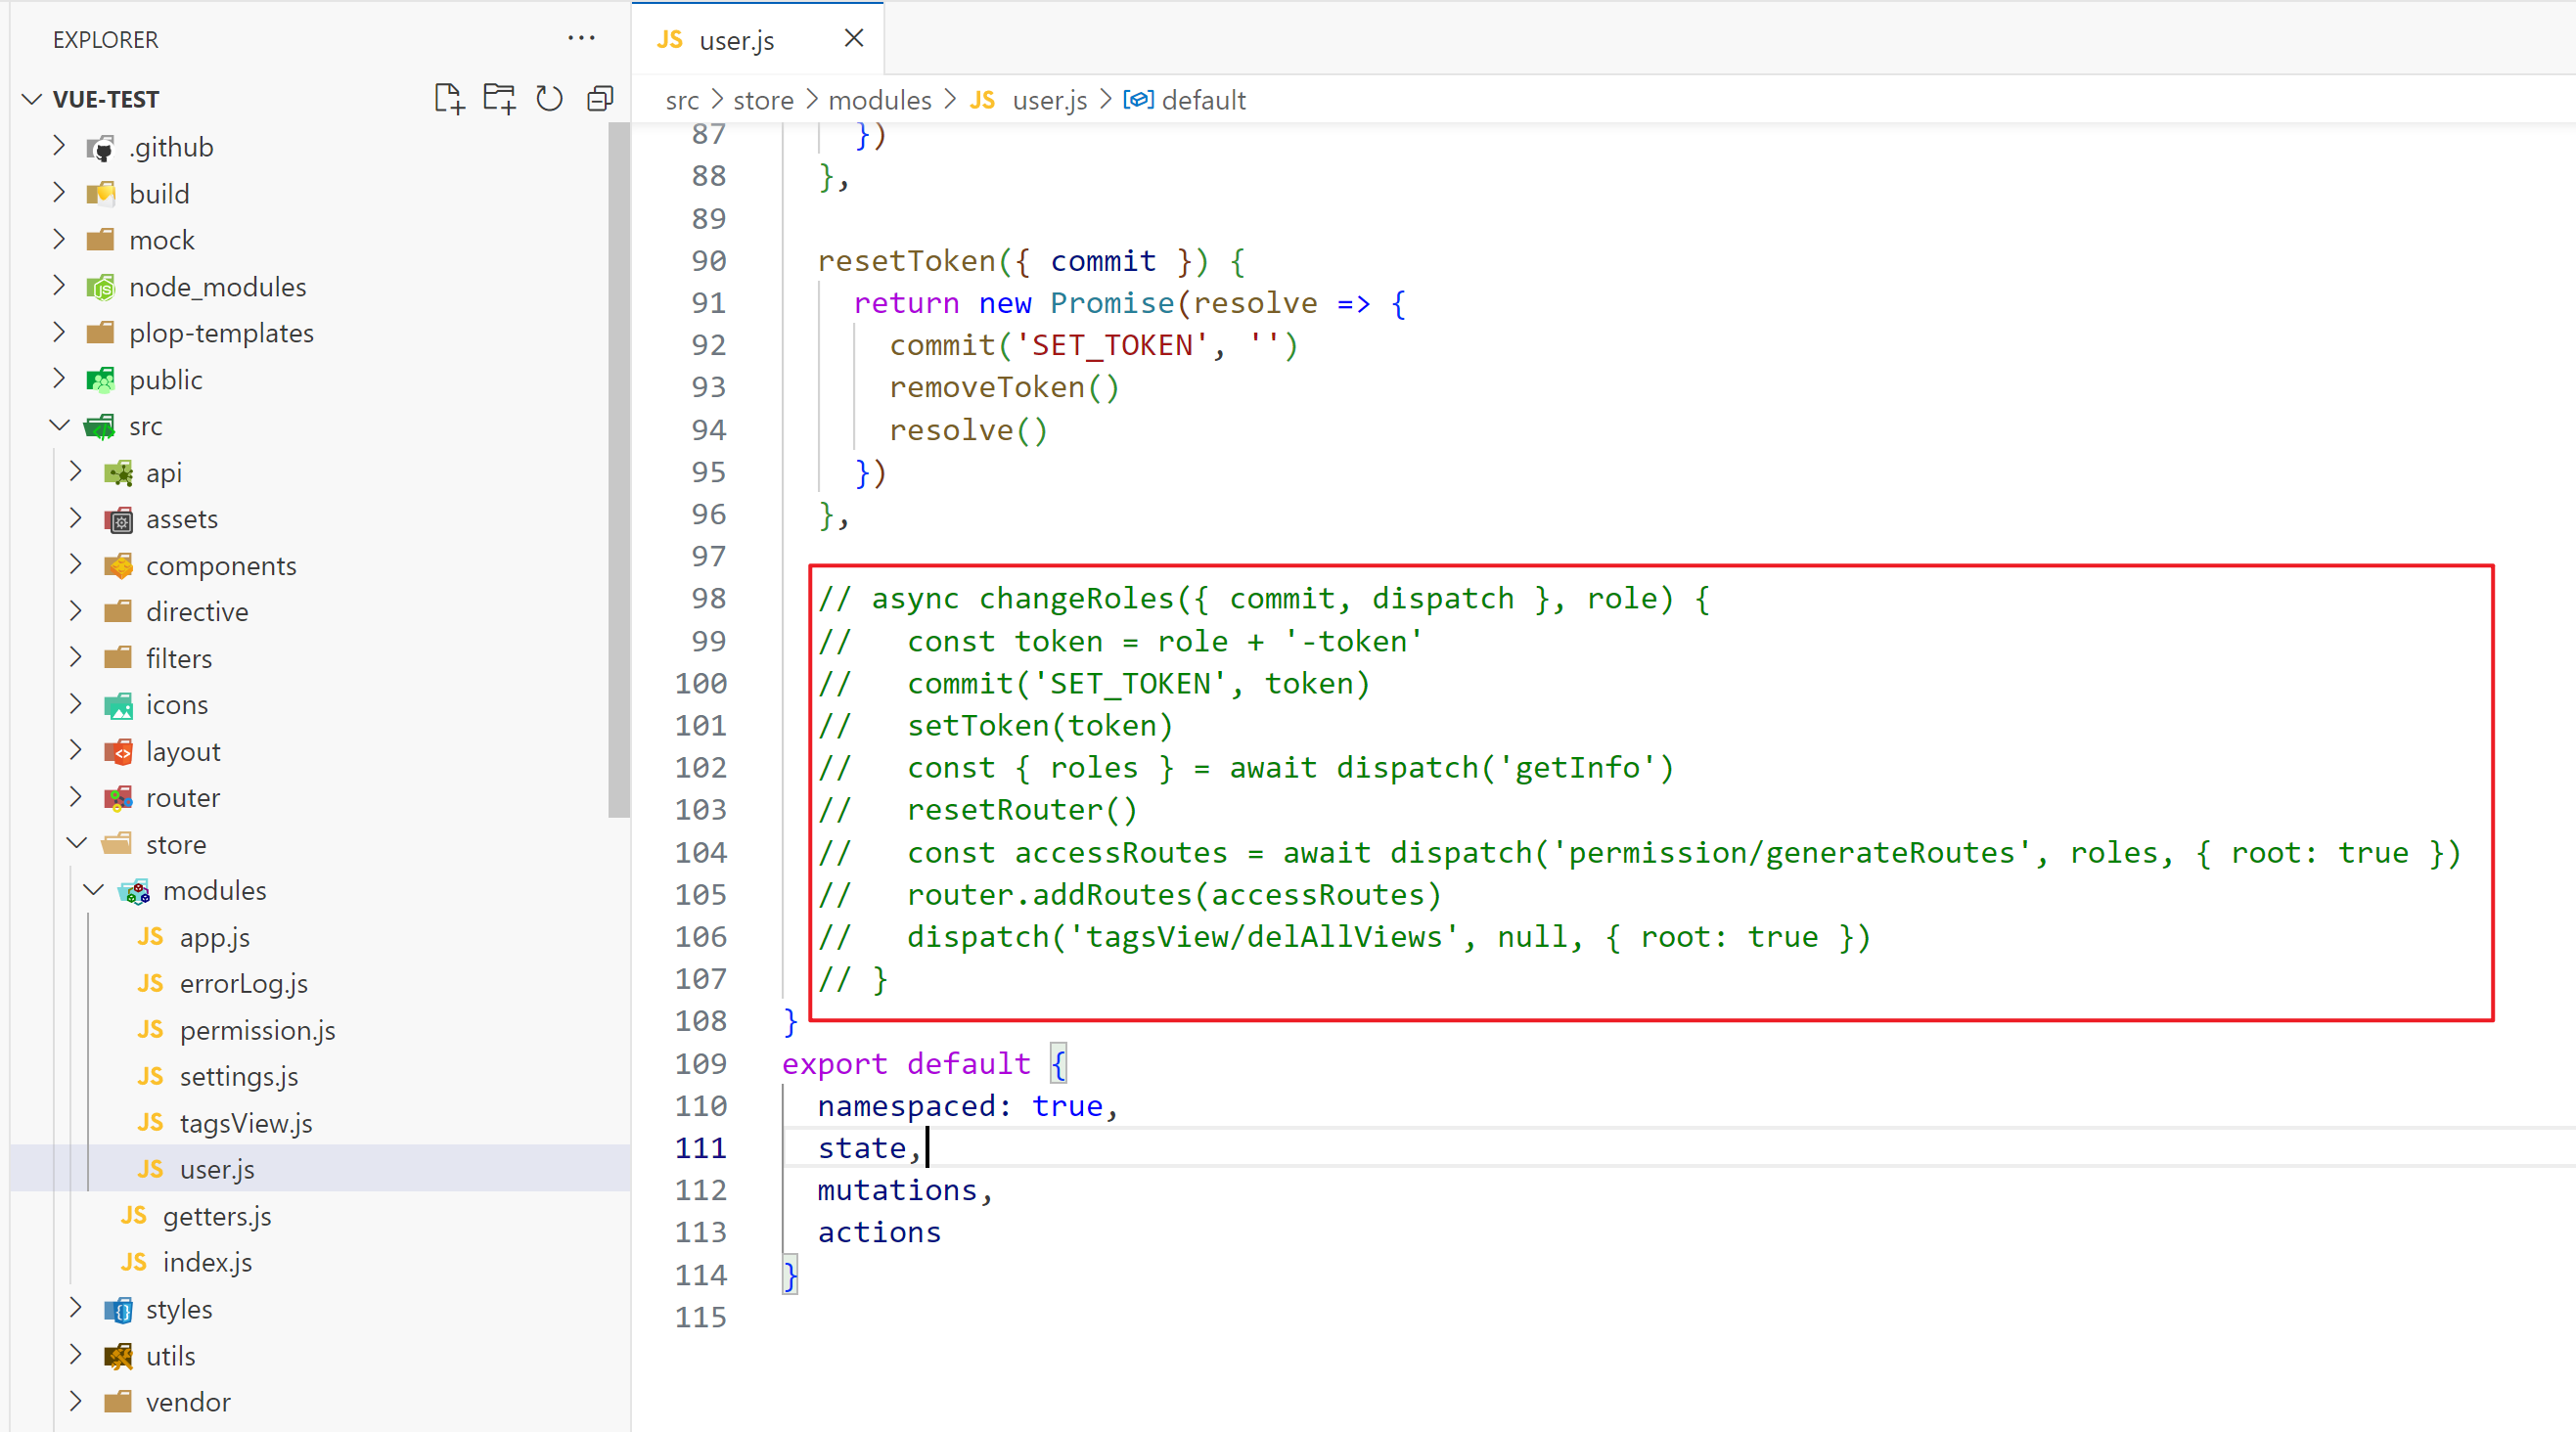 EXPLORER
VUE-TEST
.github
build
mock
node_modules
plop-templates
public
src
api
assets
components
directive
filters
icons
layout
router
store
modules
JS app.js
JS errorLog.js
JS permission.js
JS settings.js
JS tagsView.js
JS user.js
JS getters.js
JS index.js
styles
utils
vendor
JS user.js
src > store > modules > JS user.js > default
87 })
88 },
89
90 resetToken({ commit }) {
91 return new Promise(resolve => {
92 commit('SET_TOKEN', '')
93 removeToken()
94 resolve()
95 })
96 },
97
98 // async changeRoles({ commit, dispatch }, role) {
99 //   const token = role + '-token'
100 //   commit('SET_TOKEN', token)
101 //   setToken(token)
102 //   const { roles } = await dispatch('getInfo')
103 //   resetRouter()
104 //   const accessRoutes = await dispatch('permission/generateRoutes', roles, { root: true })
105 //   router.addRoutes(accessRoutes)
106 //   dispatch('tagsView/delAllViews', null, { root: true })
107 // }
108 }
109 export default {
110 namespaced: true,
111 state,
112 mutations,
113 actions
114 }
115